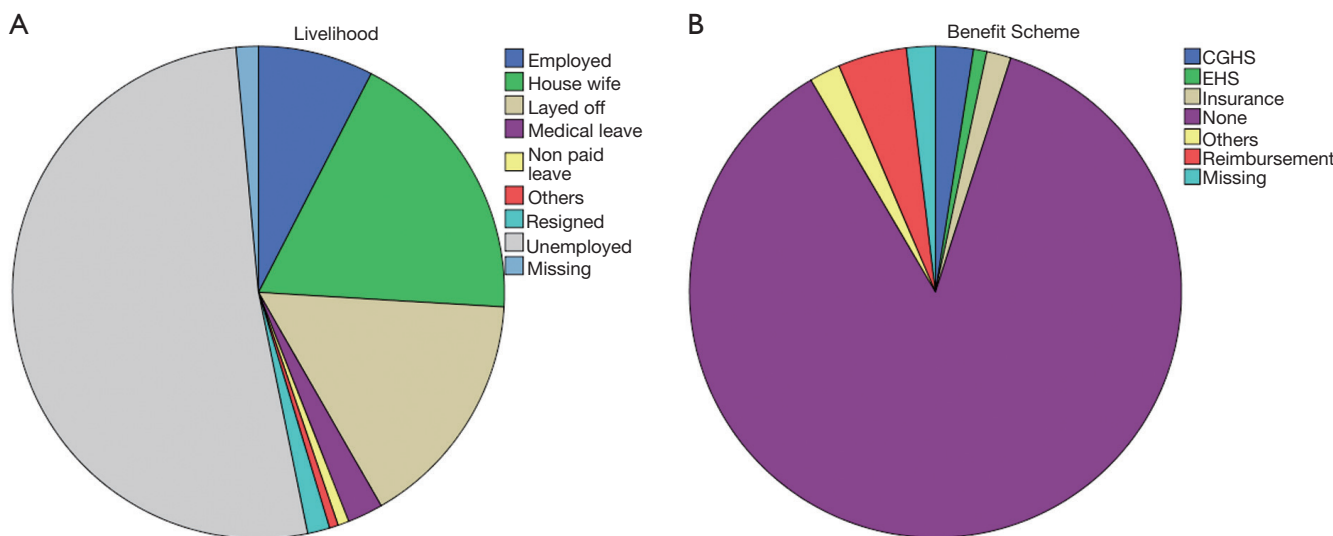 A
Livelihood
Employed
House wife
Layed off
Medical leave
Non paid
leave
Others
Resigned
Unemployed
Missing
B
Benefit Scheme
CGHS
EHS
Insurance
None
Others
Reimbursement
Missing